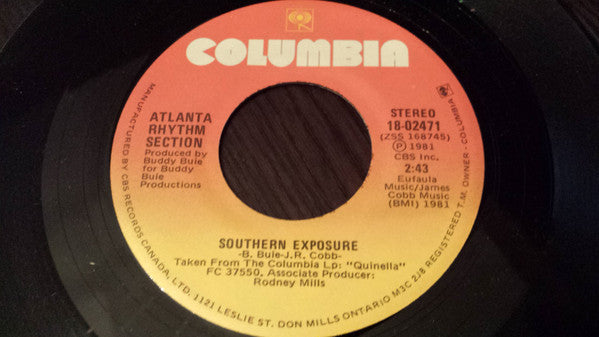 COLUMBIA
ATLANTA
RHYTHM
SECTION
Produced by
Buddy Buie for
Buddy
Buie
Productions
STEREO
18-02471
(ZSS 168745)
Ⓟ 1981
CBS Inc.
2:43
Eufaula
Music/James
Cobb Music
(BMI) 1981
SOUTHERN EXPOSURE
-B. Buie-J.R. Cobb-
Taken From The Columbia Lp: "Quinella"
FC 37550, Associate Producer:
Rodney Mills
MANUFACTURED BY CBS RECORDS CANADA, LTD. 1121 LESLIE ST. DON MILLS ONTARIO M3C 2J8 REGISTERED T.M. OWNER - COLUMBIA